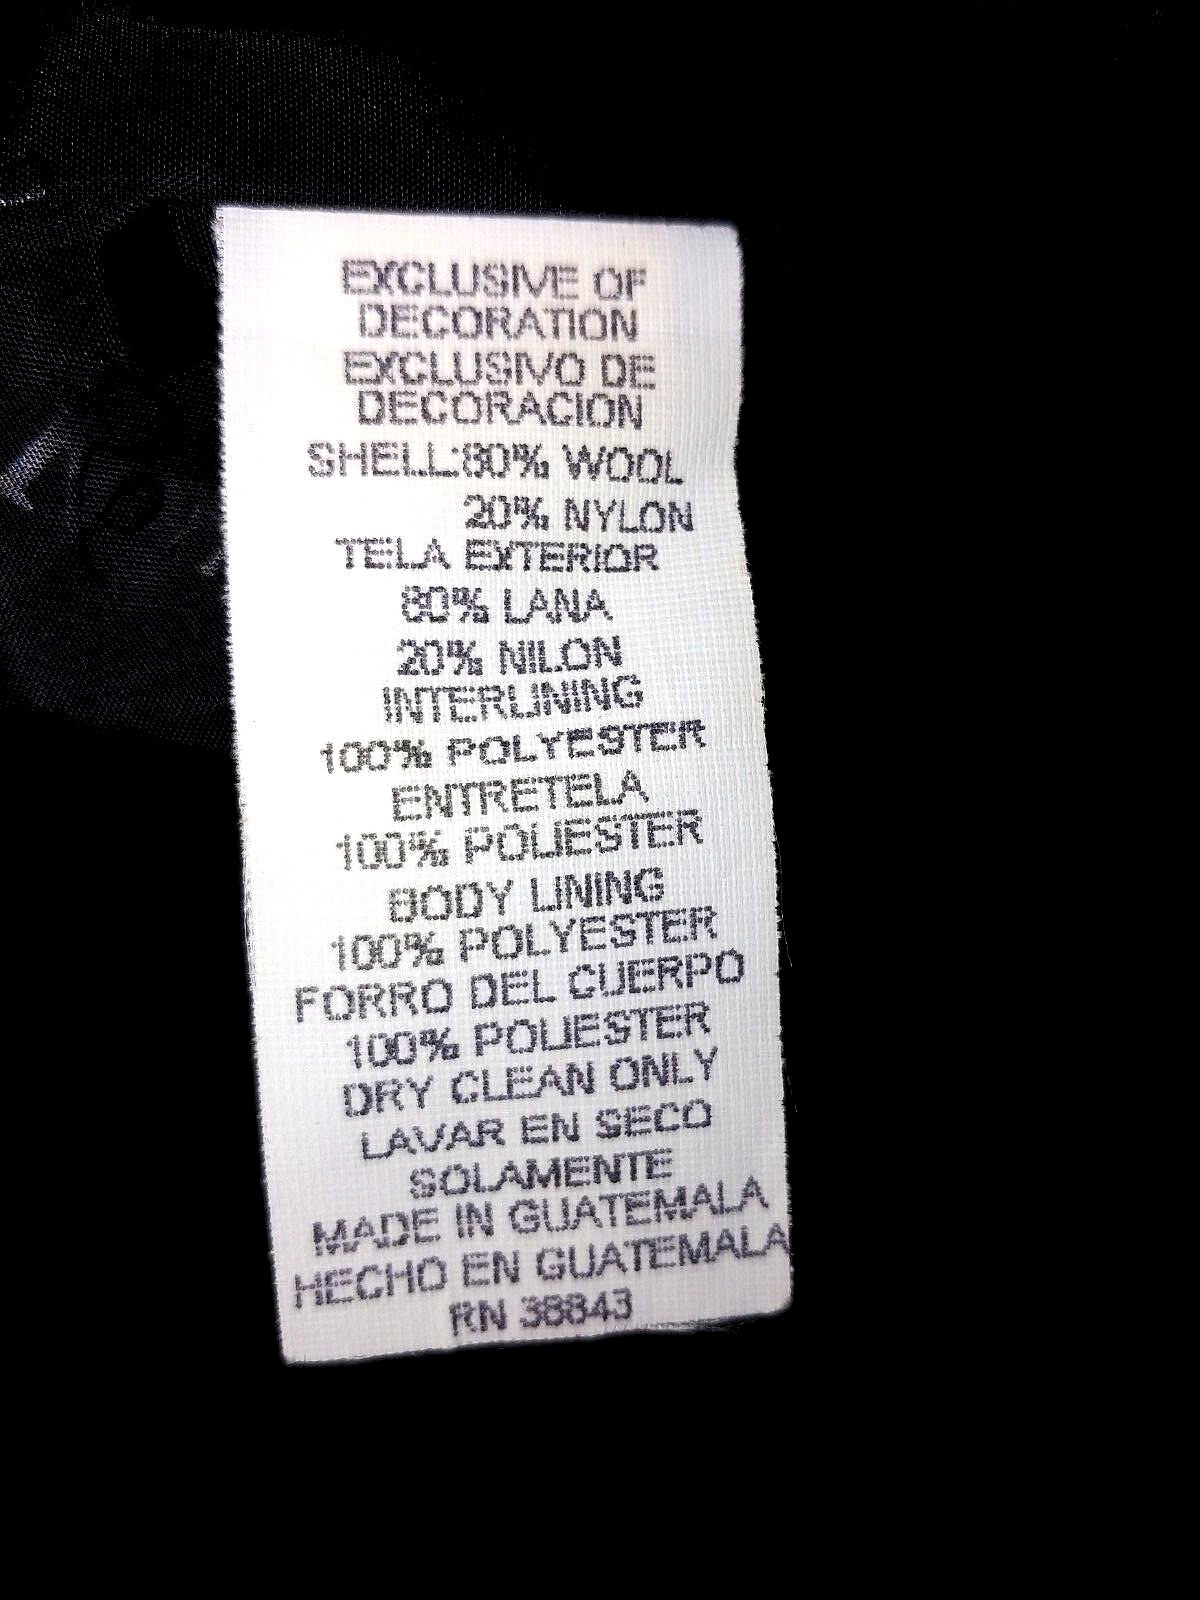 EXCLUSIVE OF
DECORATION
EXCLUSIVO DE
DECORACION
SHELL:80% WOOL
20% NYLON
TELA EXTERIOR
80% LANA
20% NILON
INTERLINING
100% POLYESTER
ENTRETELA
100% POLIESTER
BODY LINING
100% POLYESTER
FORRO DEL CUERPO
100% POLIESTER
DRY CLEAN ONLY
LAVAR EN SECO
SOLAMENTE
MADE IN GUATEMALA
HECHO EN GUATEMALA
RN 38843